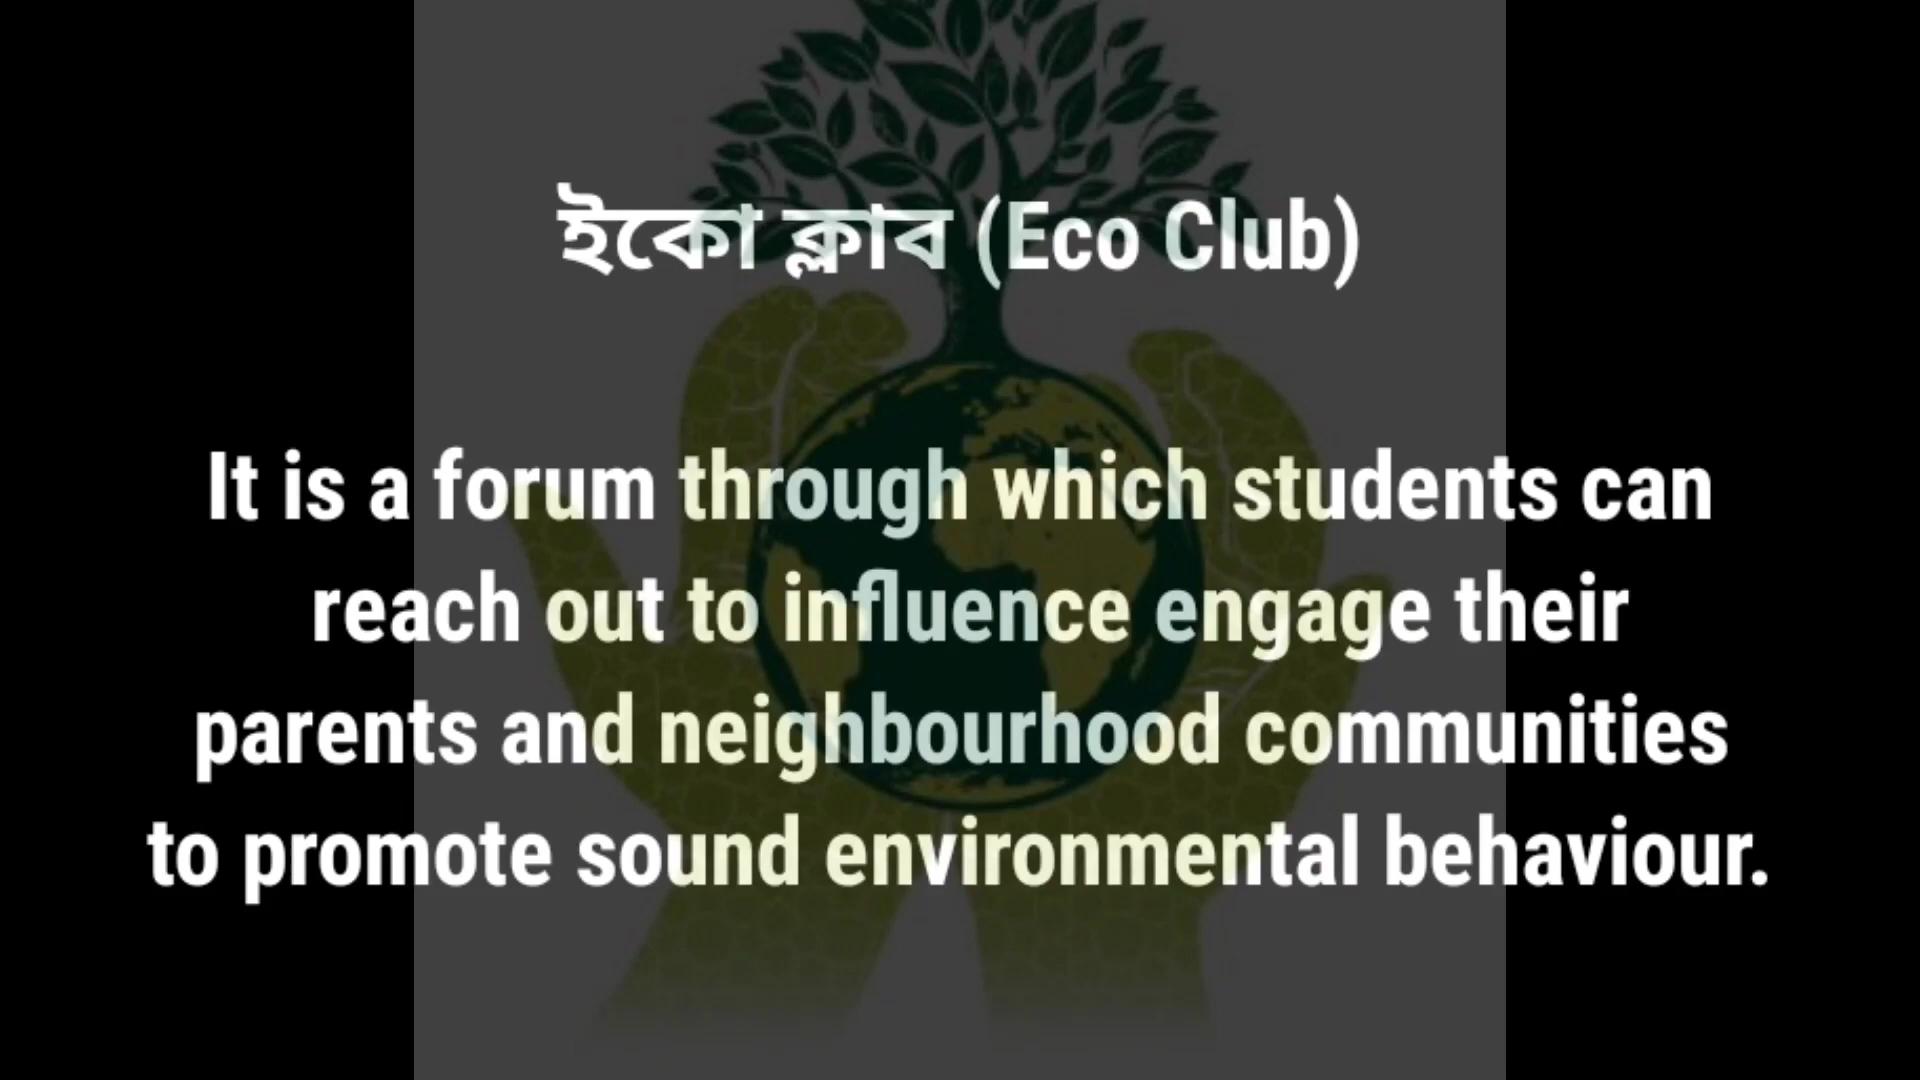 ইকো ক্লাব (Eco Club)
It is a forum through which students can
reach out to influence engage their
parents and neighbourhood communities
to promote sound environmental behaviour.